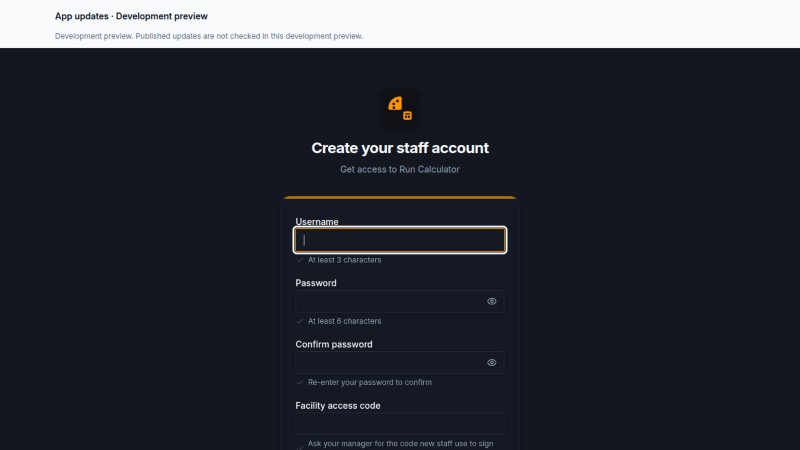 App updates · Development preview
Development preview. Published updates are not checked in this development preview.
Create your staff account
Get access to Run Calculator
Username
At least 3 characters
Password
At least 6 characters
Confirm password
Re-enter your password to confirm
Facility access code
Ask your manager for the code new staff use to sign